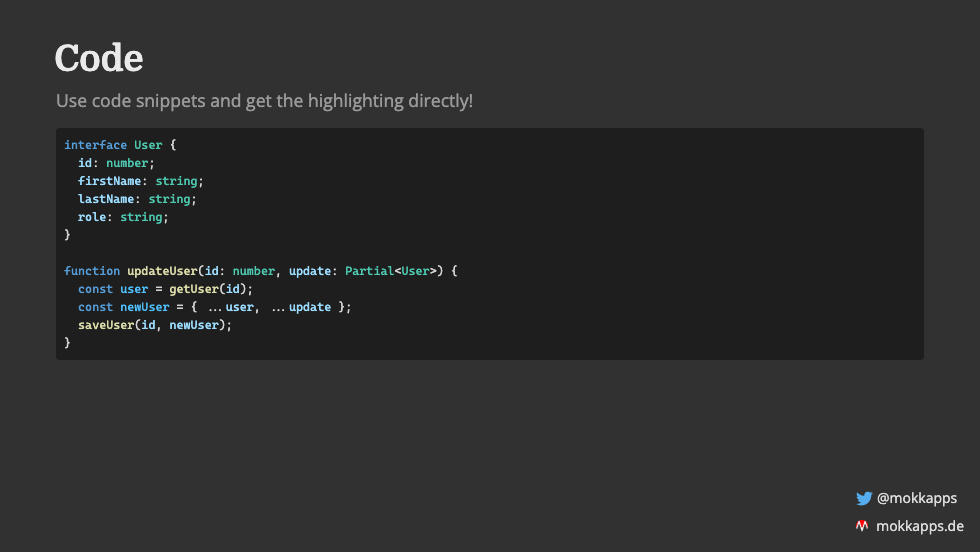 Code
Use code snippets and get the highlighting directly!
interface User {
  id: number;
  firstName: string;
  lastName: string;
  role: string;
}
function updateUser(id: number, update: Partial<User>) {
  const user = getUser(id);
  const newUser = { ...user, ...update };
  saveUser(id, newUser);
}
@mokkapps
mokkapps.de